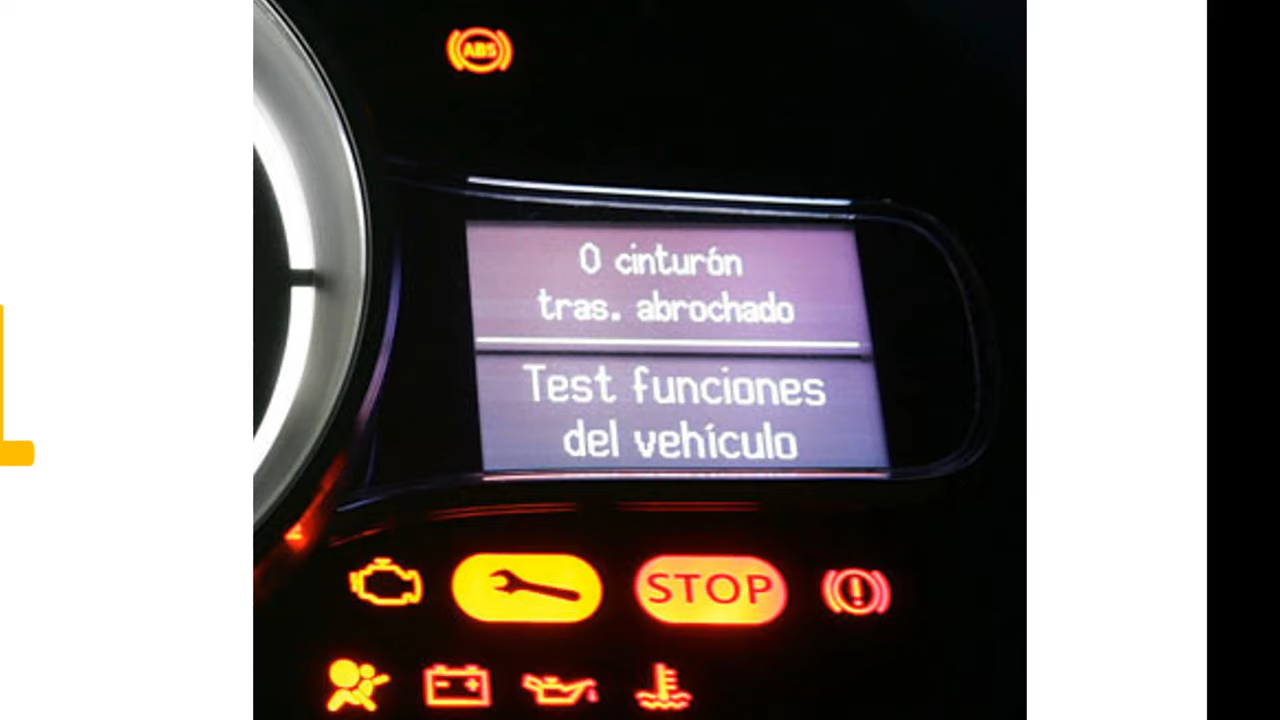 ABS
0 cinturón
tras. abrochado
Test funciones
del vehículo
STOP